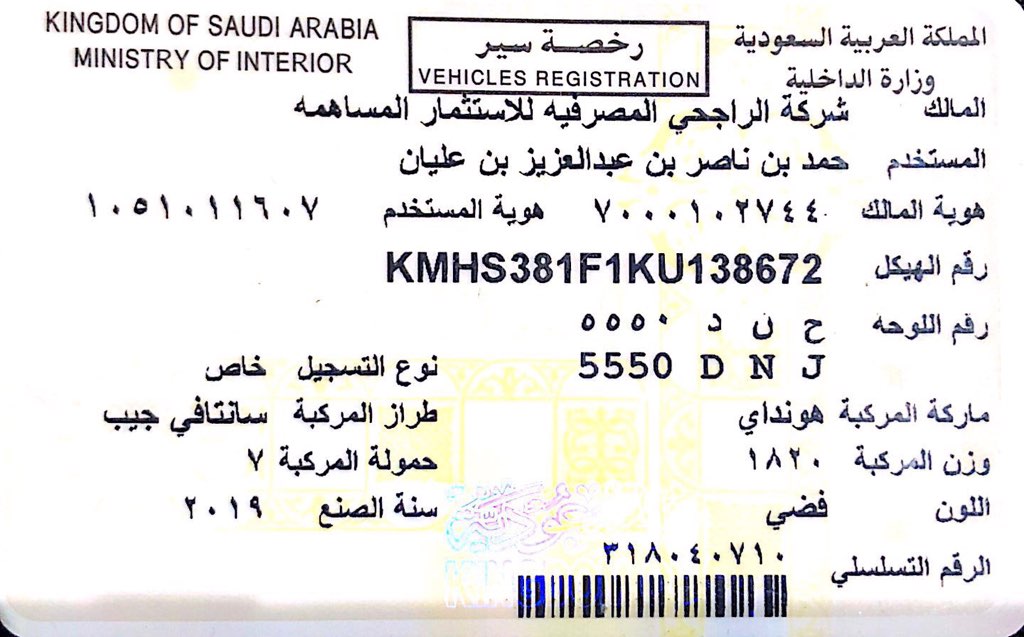 KINGDOM OF SAUDI ARABIA
MINISTRY OF INTERIOR
رخصة سير
VEHICLES REGISTRATION
المملكة العربية السعودية
وزارة الداخلية
المالك شركة الراجحي المصرفيه للاستثمار المساهمه
المستخدم حمد بن ناصر بن عبدالعزيز بن عليان
هوية المالك ٧٠٠٠١٠٢٧٤٤ هوية المستخدم ١٠٥١٠١١٦٠٧
رقم الهيكل KMHS381F1KU138672
رقم اللوحه ح ن د ٥٥٥٠
5550 D N J نوع التسجيل خاص
ماركة المركبة هونداي طراز المركبة سانتافي جيب
وزن المركبة ١٨٢٠ حمولة المركبة ٧
اللون فضي سنة الصنع ٢٠١٩
الرقم التسلسلي ٣١٨٠٤٠٧١٠